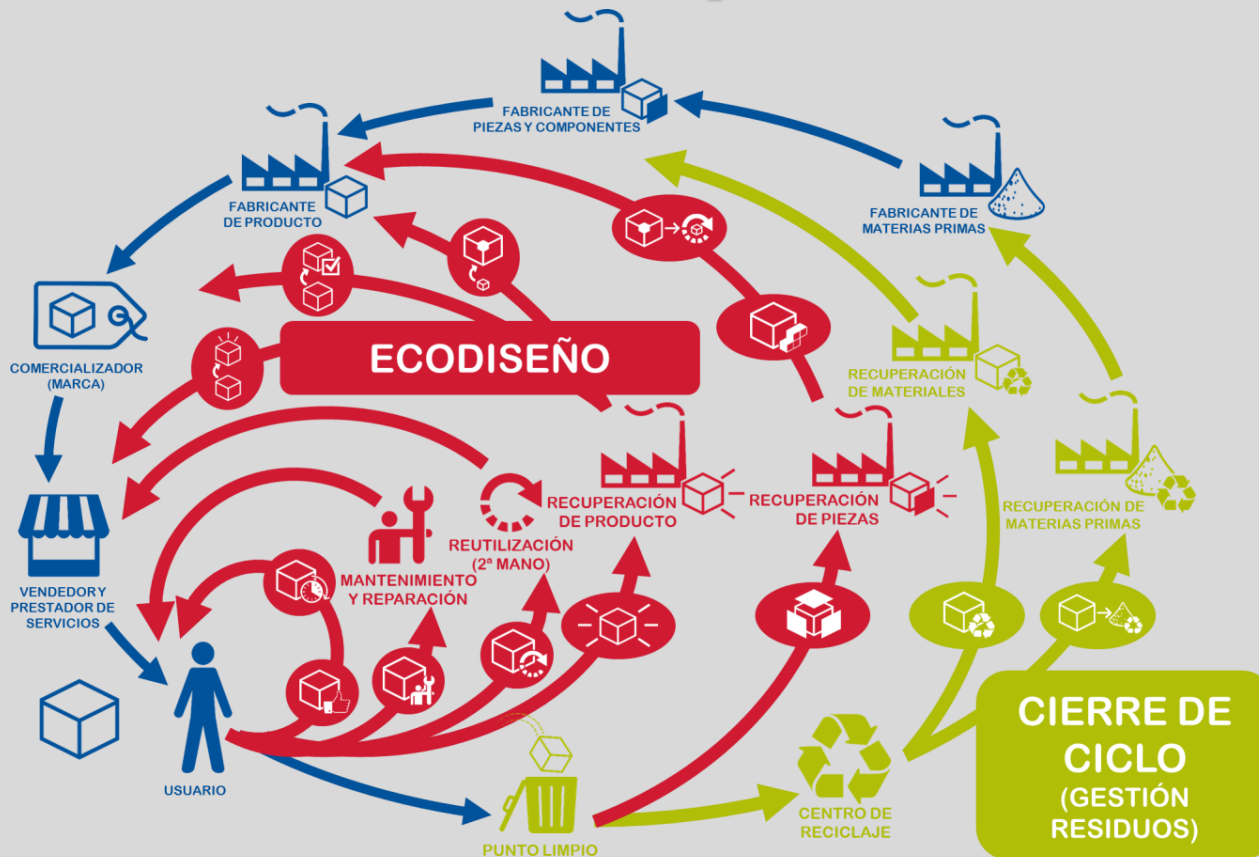 FABRICANTE DE
PIEZAS Y COMPONENTES
FABRICANTE
DE PRODUCTO
FABRICANTE DE
MATERIAS PRIMAS
COMERCIALIZADOR
(MARCA)
ECODISEÑO
RECUPERACIÓN
DE MATERIALES
VENDEDOR Y
PRESTADOR DE
SERVICIOS
MANTENIMIENTO
Y REPARACIÓN
REUTILIZACIÓN
(2ª MANO)
RECUPERACIÓN
DE PRODUCTO
RECUPERACIÓN
DE PIEZAS
RECUPERACIÓN DE
MATERIAS PRIMAS
USUARIO
PUNTO LIMPIO
CENTRO DE
RECICLAJE
CIERRE DE
CICLO
(GESTIÓN
RESIDUOS)